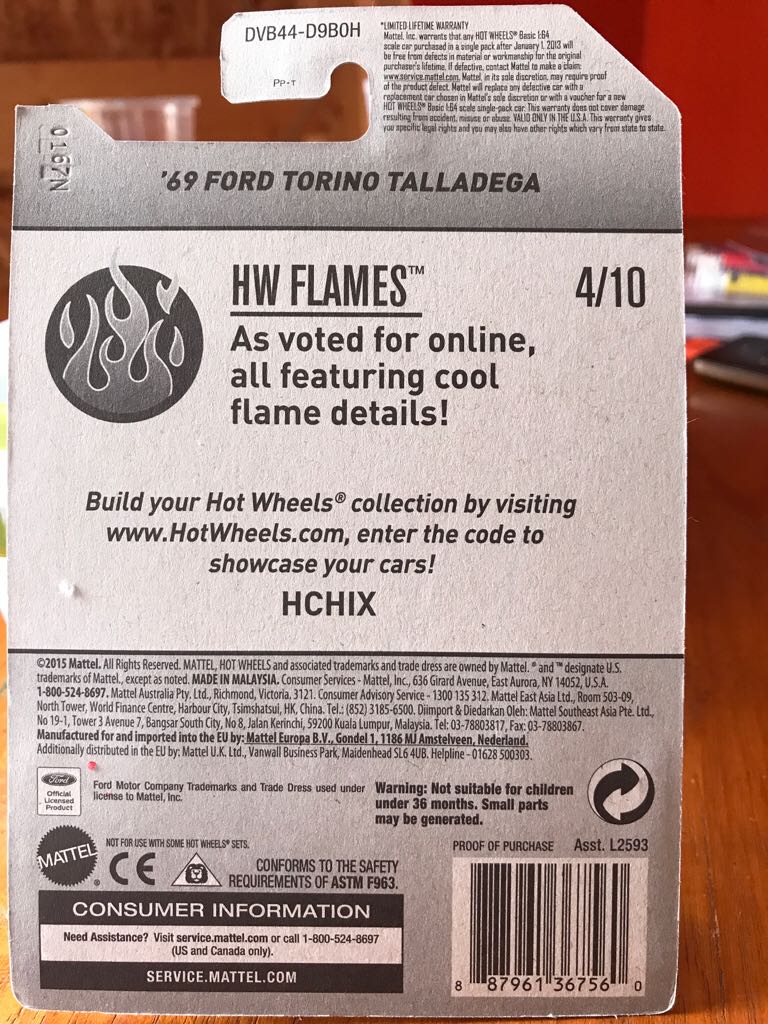 DVB44-D9B0H
PP-T
*LIMITED LIFETIME WARRANTY
Mattel, Inc. warrants that any HOT WHEELS® Basic 1:64
scale car purchased in a single pack after January 1, 2013 will
be free from defects in material or workmanship for the original
purchaser's lifetime. If defective, contact Mattel to make a claim:
www.service.mattel.com. Mattel, in its sole discretion, may require proof
of the product defect. Mattel will replace any defective car with a
replacement car chosen in Mattel's sole discretion or with a voucher for a new
HOT WHEELS® Basic 1:64 scale single-pack car. This warranty does not cover damage
resulting from accident, misuse or abuse. VALID ONLY IN THE U.S.A. This warranty gives
you specific legal rights and you may also have other rights which vary from state to state.
0167N
'69 FORD TORINO TALLADEGA
HW FLAMES™
4/10
As voted for online,
all featuring cool
flame details!
Build your Hot Wheels® collection by visiting
www.HotWheels.com, enter the code to
showcase your cars!
HCHIX
©2015 Mattel. All Rights Reserved. MATTEL, HOT WHEELS and associated trademarks and trade dress are owned by Mattel. ® and ™ designate U.S.
trademarks of Mattel, except as noted. MADE IN MALAYSIA. Consumer Services - Mattel, Inc., 636 Girard Avenue, East Aurora, NY 14052, U.S.A.
1-800-524-8697. Mattel Australia Pty. Ltd., Richmond, Victoria. 3121. Consumer Advisory Service - 1300 135 312. Mattel East Asia Ltd., Room 503-09,
North Tower, World Finance Centre, Harbour City, Tsimshatsui, HK, China. Tel.: (852) 3185-6500. Diimport & Diedarkan Oleh: Mattel Southeast Asia Pte. Ltd.,
No 19-1, Tower 3 Avenue 7, Bangsar South City, No 8, Jalan Kerinchi, 59200 Kuala Lumpur, Malaysia. Tel: 03-78803817, Fax: 03-78803867.
Manufactured for and imported into the EU by: Mattel Europa B.V., Gondel 1, 1186 MJ Amstelveen, Nederland.
Additionally distributed in the EU by: Mattel U.K. Ltd., Vanwall Business Park, Maidenhead SL6 4UB. Helpline - 01628 500303.
Ford
Official
Licensed
Product
Ford Motor Company Trademarks and Trade Dress used under
license to Mattel, Inc.
Warning: Not suitable for children
under 36 months. Small parts
may be generated.
MATTEL®
NOT FOR USE WITH SOME HOT WHEELS® SETS.
CE
CONFORMS TO THE SAFETY
REQUIREMENTS OF ASTM F963.
PROOF OF PURCHASE
Asst. L2593
CONSUMER INFORMATION
Need Assistance? Visit service.mattel.com or call 1-800-524-8697
(US and Canada only).
SERVICE.MATTEL.COM
8 87961 36756 0